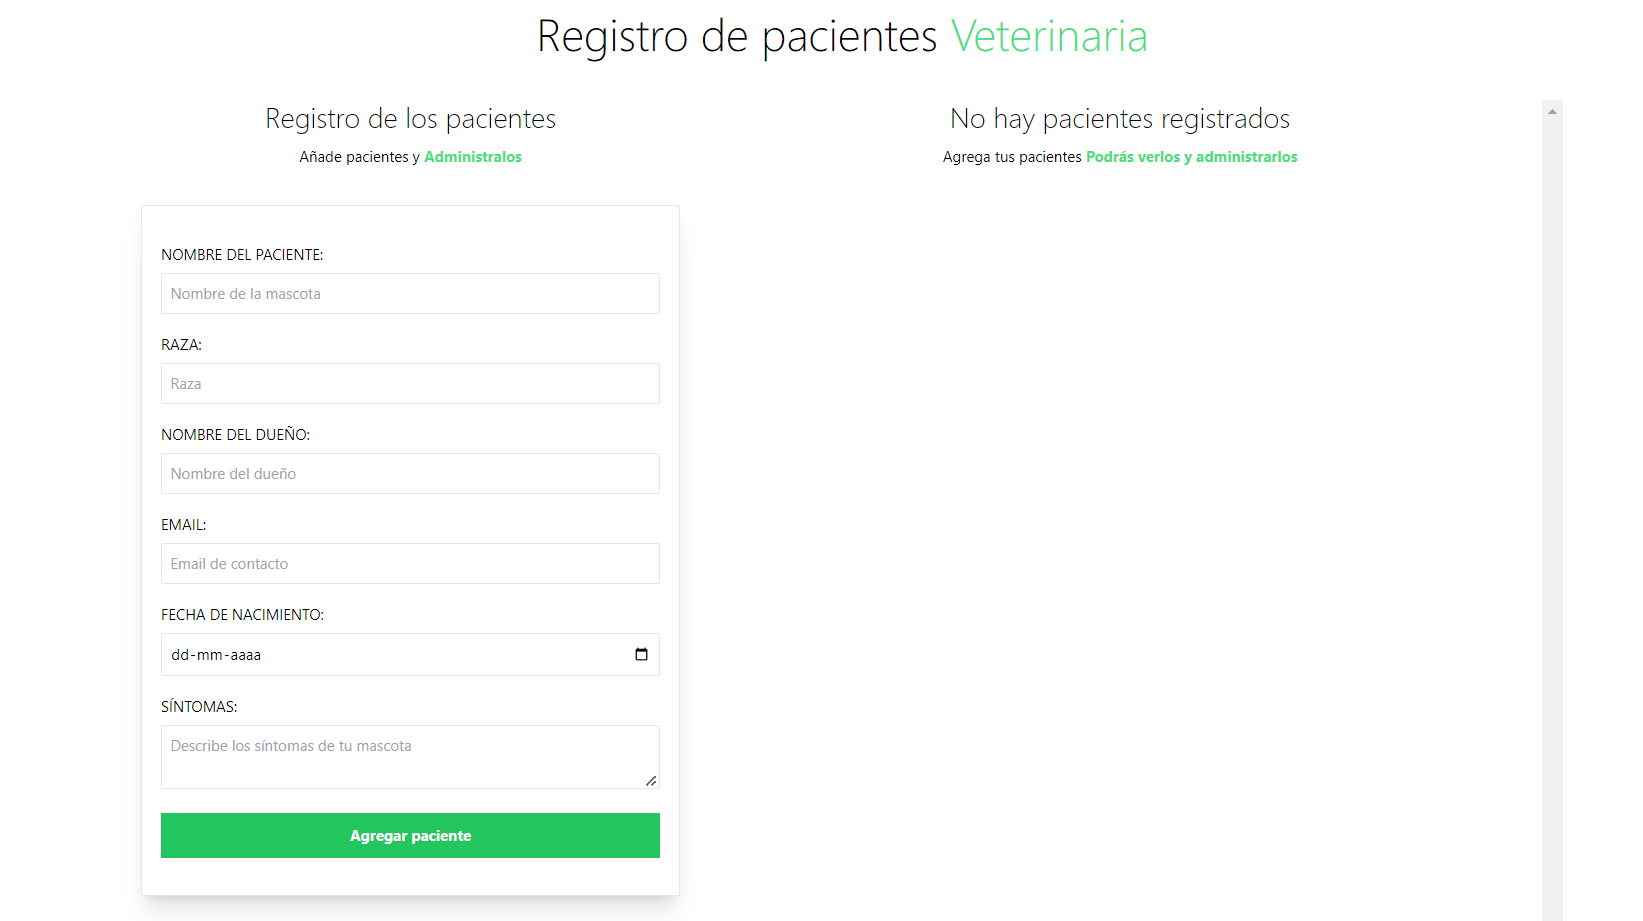 Registro de pacientes Veterinaria
Registro de los pacientes
Añade pacientes y Administralos
NOMBRE DEL PACIENTE:
Nombre de la mascota
RAZA:
Raza
NOMBRE DEL DUEÑO:
Nombre del dueño
EMAIL:
Email de contacto
FECHA DE NACIMIENTO:
dd-mm-aaaa
SÍNTOMAS:
Describe los síntomas de tu mascota
Agregar paciente
No hay pacientes registrados
Agrega tus pacientes Podrás verlos y administrarlos